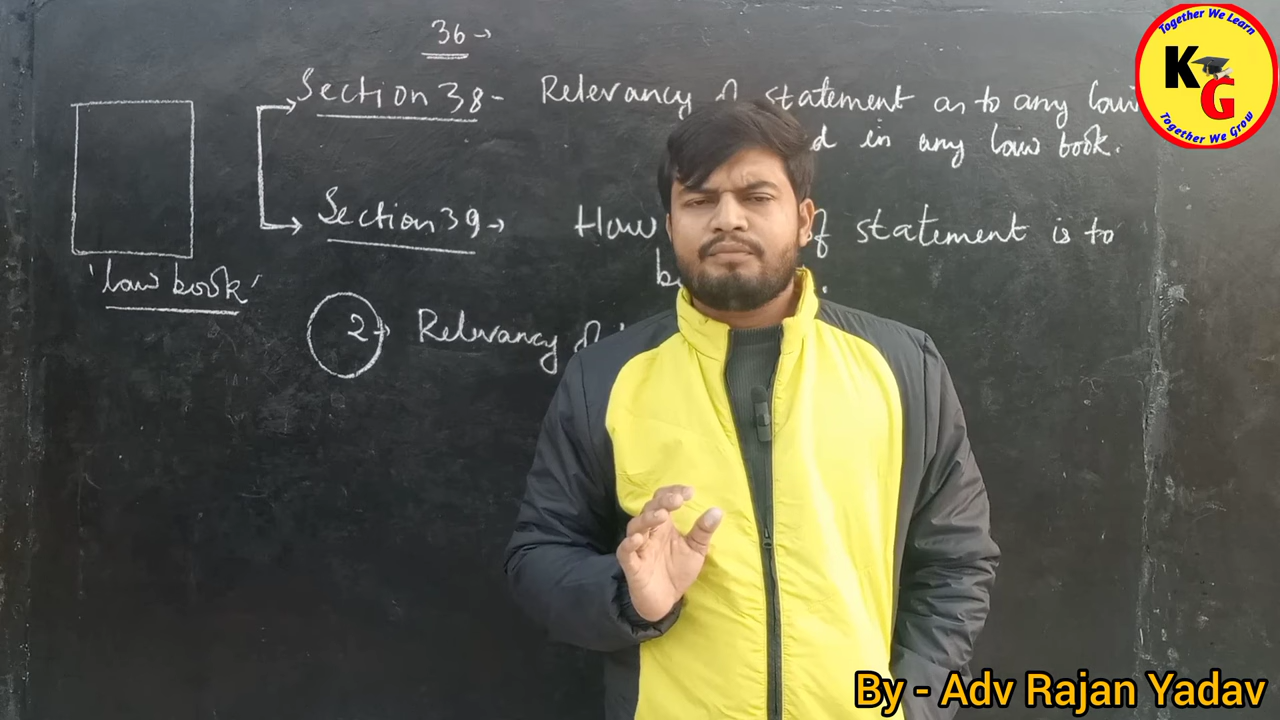 36 →
Section 38 - Relevancy of statement as to any law
in any law book.
Section 39 → How of statement is to
'law book'
2 → Relevancy of
Together We Learn
KG
Together We Grow
By - Adv Rajan Yadav